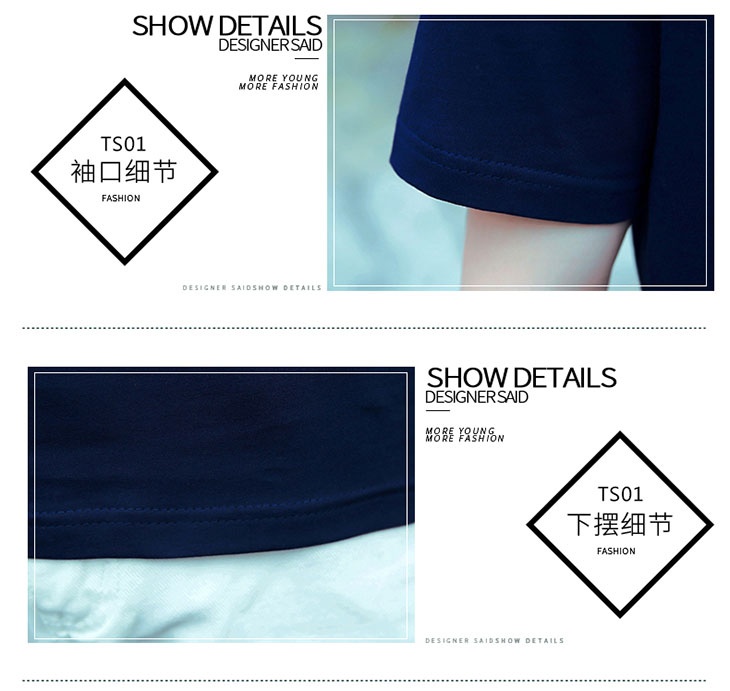 SHOW DETAILS
DESIGNER SAID
MORE YOUNG
MORE FASHION
TS01
袖口细节
FASHION
DESIGNER SAIDSHOW DETAILS
SHOW DETAILS
DESIGNER SAID
MORE YOUNG
MORE FASHION
TS01
下摆细节
FASHION
DESIGNER SAIDSHOW DETAILS